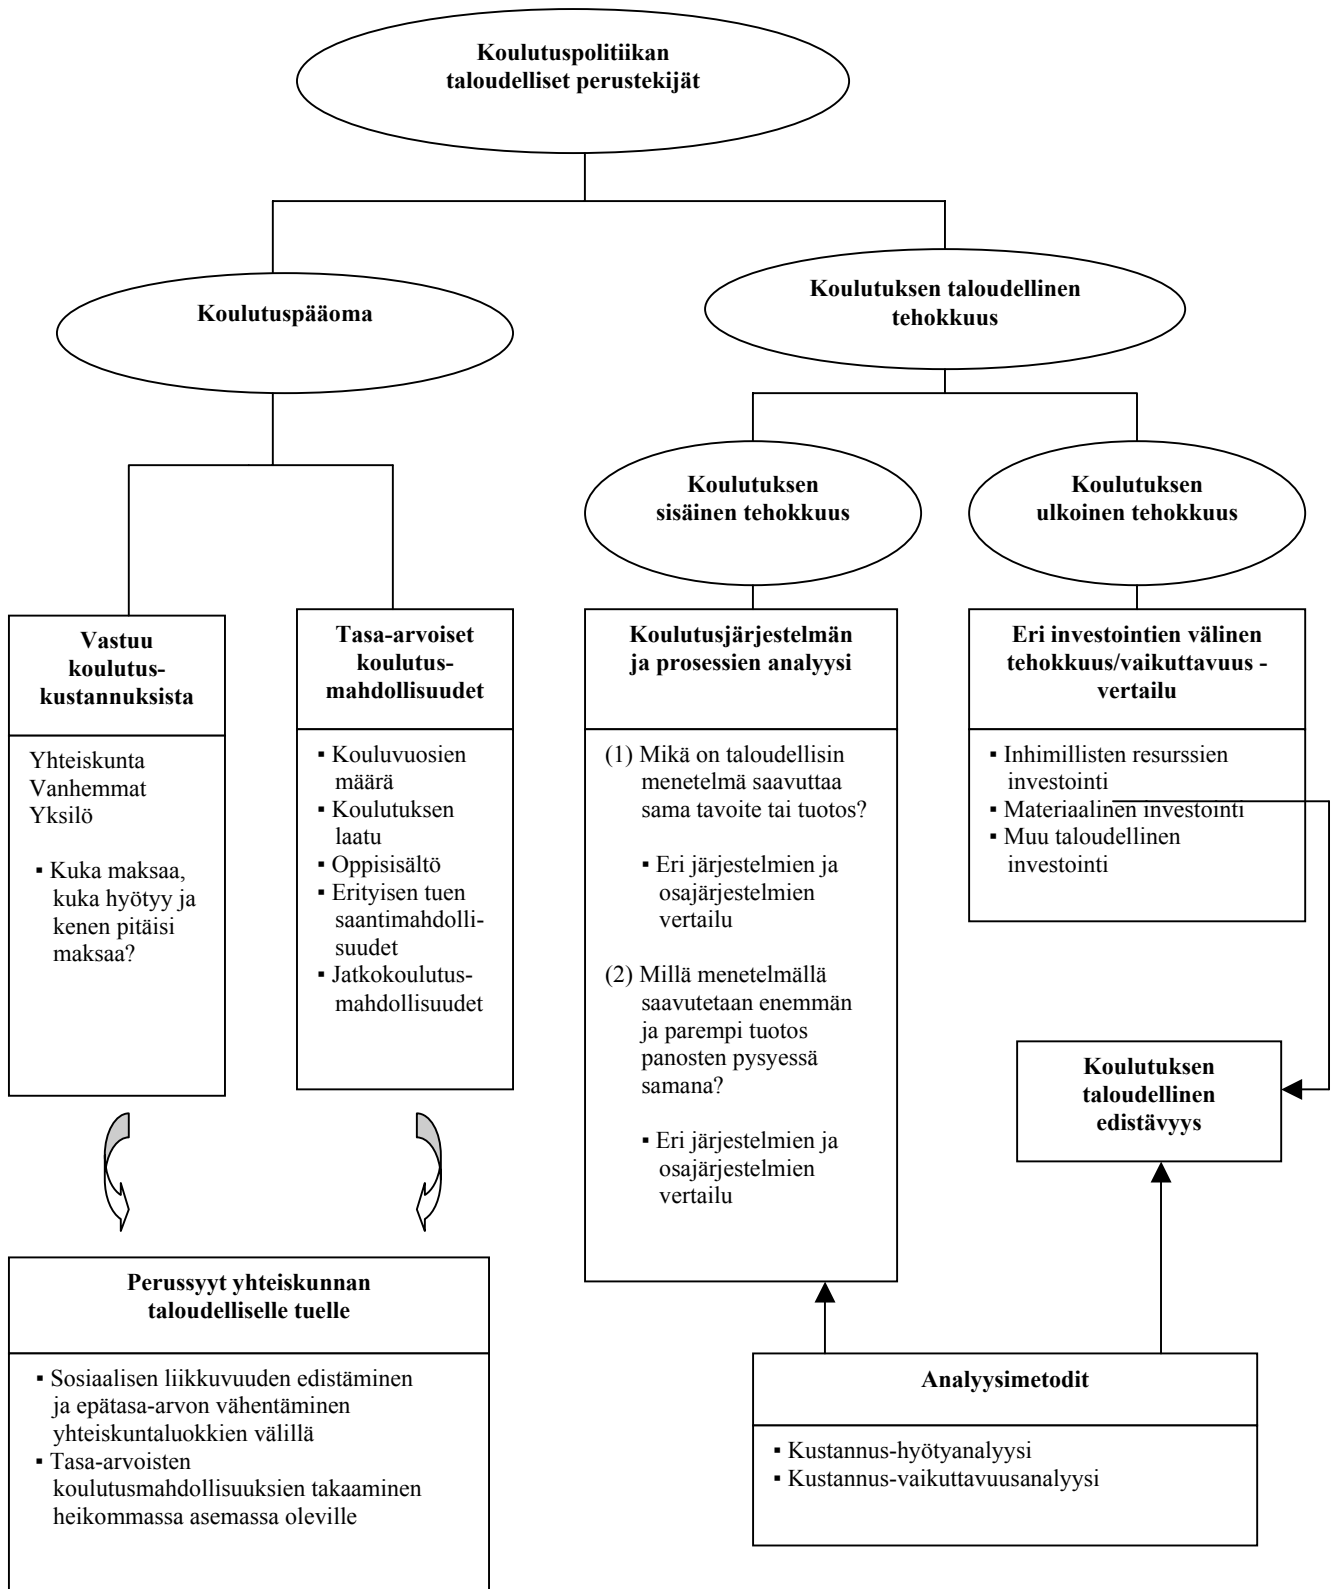 Koulutuspolitiikan
taloudelliset perustekijät
Koulutuspääoma
Koulutuksen taloudellinen
tehokkuus
Koulutuksen
sisäinen tehokkuus
Koulutuksen
ulkoinen tehokkuus
Vastuu
koulutus-
kustannuksista
Yhteiskunta
Vanhemmat
Yksilö
▪ Kuka maksaa,
kuka hyötyy ja
kenen pitäisi
maksaa?
Tasa-arvoiset
koulutus-
mahdollisuudet
▪ Kouluvuosien
määrä
▪ Koulutuksen
laatu
▪ Oppisisältö
▪ Erityisen tuen
saantimahdolli-
suudet
▪ Jatkokoulutus-
mahdollisuudet
Koulutusjärjestelmän
ja prosessien analyysi
(1) Mikä on taloudellisin
menetelmä saavuttaa
sama tavoite tai tuotos?
▪ Eri järjestelmien ja
osajärjestelmien
vertailu
(2) Millä menetelmällä
saavutetaan enemmän
ja parempi tuotos
panosten pysyessä
samana?
▪ Eri järjestelmien ja
osajärjestelmien
vertailu
Eri investointien välinen
tehokkuus/vaikuttavuus -
vertailu
▪ Inhimillisten resurssien
investointi
▪ Materiaalinen investointi
▪ Muu taloudellinen
investointi
Koulutuksen
taloudellinen
edistävyys
Perussyyt yhteiskunnan
taloudelliselle tuelle
▪ Sosiaalisen liikkuvuuden edistäminen
ja epätasa-arvon vähentäminen
yhteiskuntaluokkien välillä
▪ Tasa-arvoisten
koulutusmahdollisuuksien takaaminen
heikommassa asemassa oleville
Analyysimetodit
▪ Kustannus-hyötyanalyysi
▪ Kustannus-vaikuttavuusanalyysi